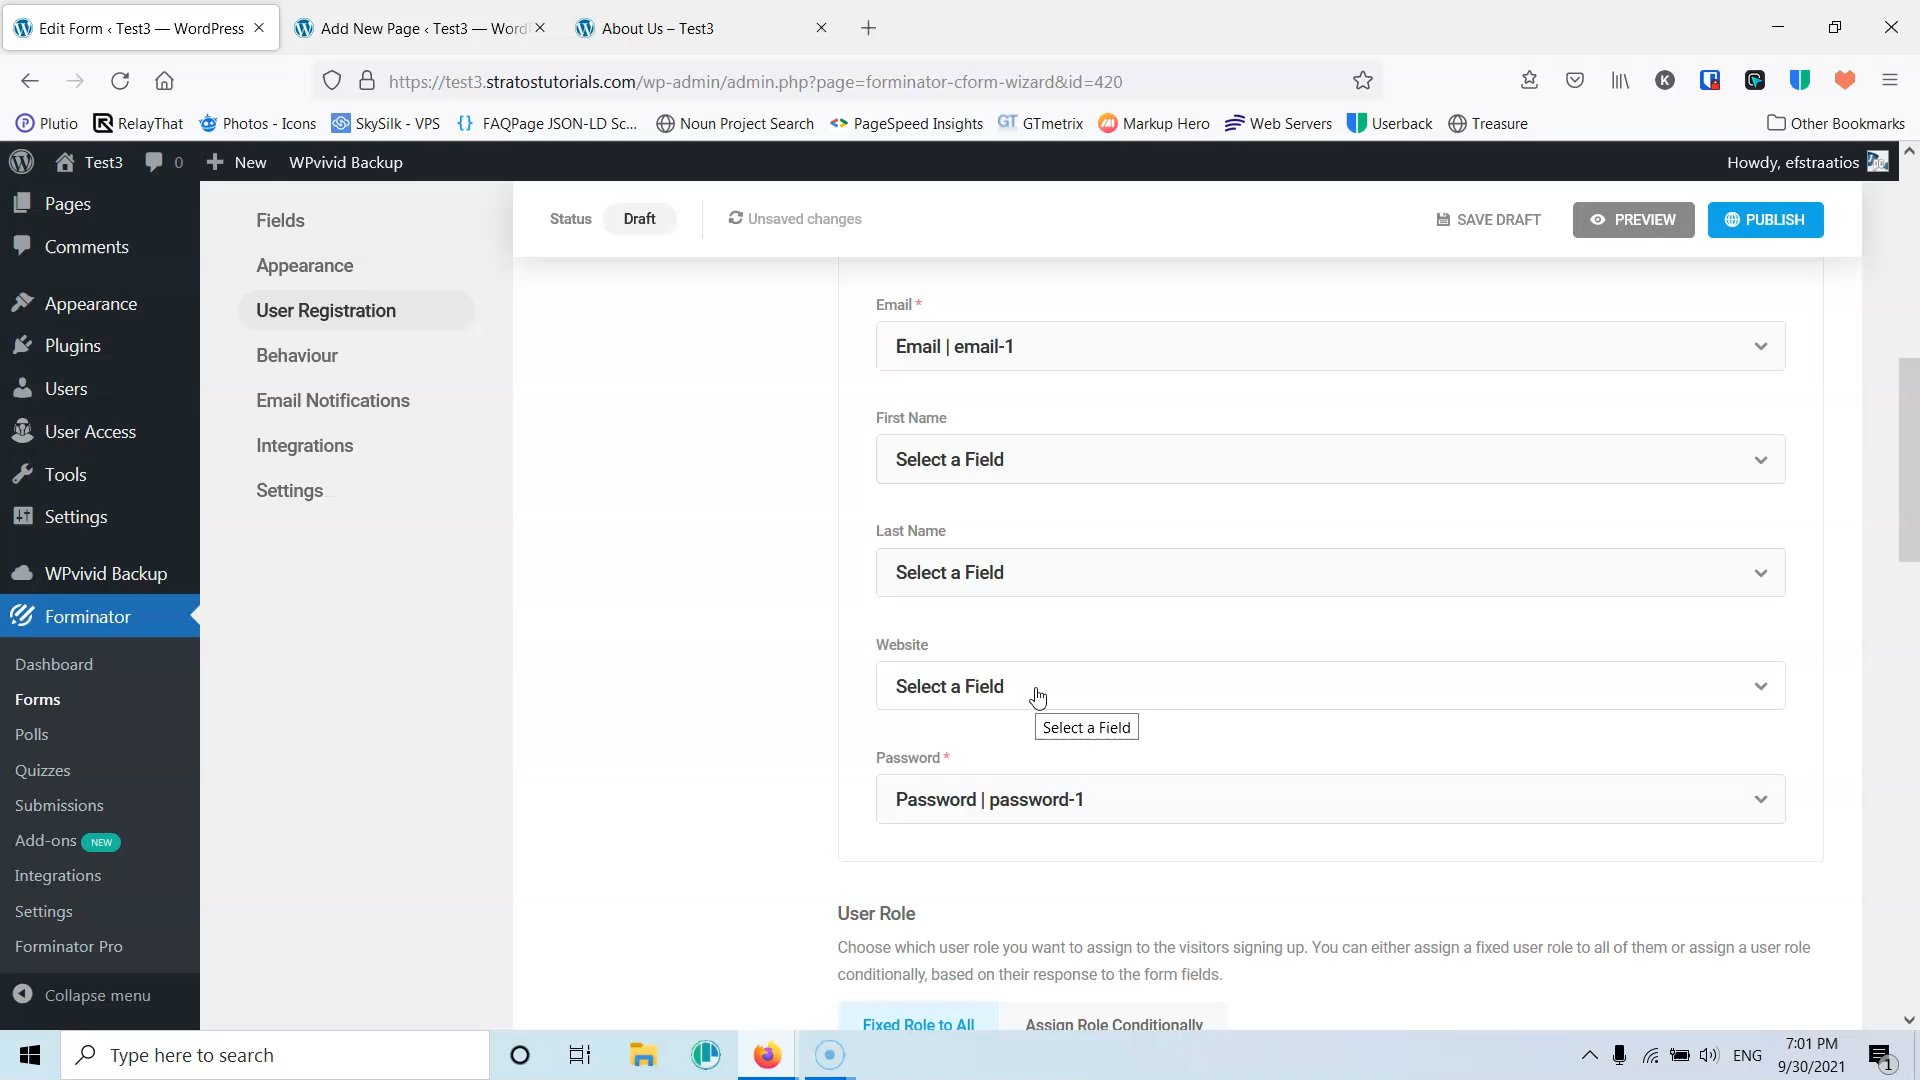 Edit Form ‹ Test3 — WordPress
Add New Page ‹ Test3 — Word
About Us – Test3
https://test3.stratostutorials.com/wp-admin/admin.php?page=forminator-cform-wizard&id=420
Plutio
RelayThat
Photos - Icons
SkySilk - VPS
FAQPage JSON-LD Sc...
Noun Project Search
PageSpeed Insights
GTmetrix
Markup Hero
Web Servers
Userback
Treasure
Other Bookmarks
Test3
0
New
WPvivid Backup
Howdy, efstraatios
Pages
Comments
Appearance
Plugins
Users
User Access
Tools
Settings
WPvivid Backup
Forminator
Dashboard
Forms
Polls
Quizzes
Submissions
Add-ons NEW
Integrations
Settings
Forminator Pro
Collapse menu
Fields
Appearance
User Registration
Behaviour
Email Notifications
Integrations
Settings
Status Draft
Unsaved changes
SAVE DRAFT
PREVIEW
PUBLISH
Email *
Email | email-1
First Name
Select a Field
Last Name
Select a Field
Website
Select a Field
Select a Field
Password *
Password | password-1
User Role
Choose which user role you want to assign to the visitors signing up. You can either assign a fixed user role to all of them or assign a user role
conditionally, based on their response to the form fields.
Fixed Role to All
Assign Role Conditionally
Type here to search
ENG
7:01 PM
9/30/2021
1